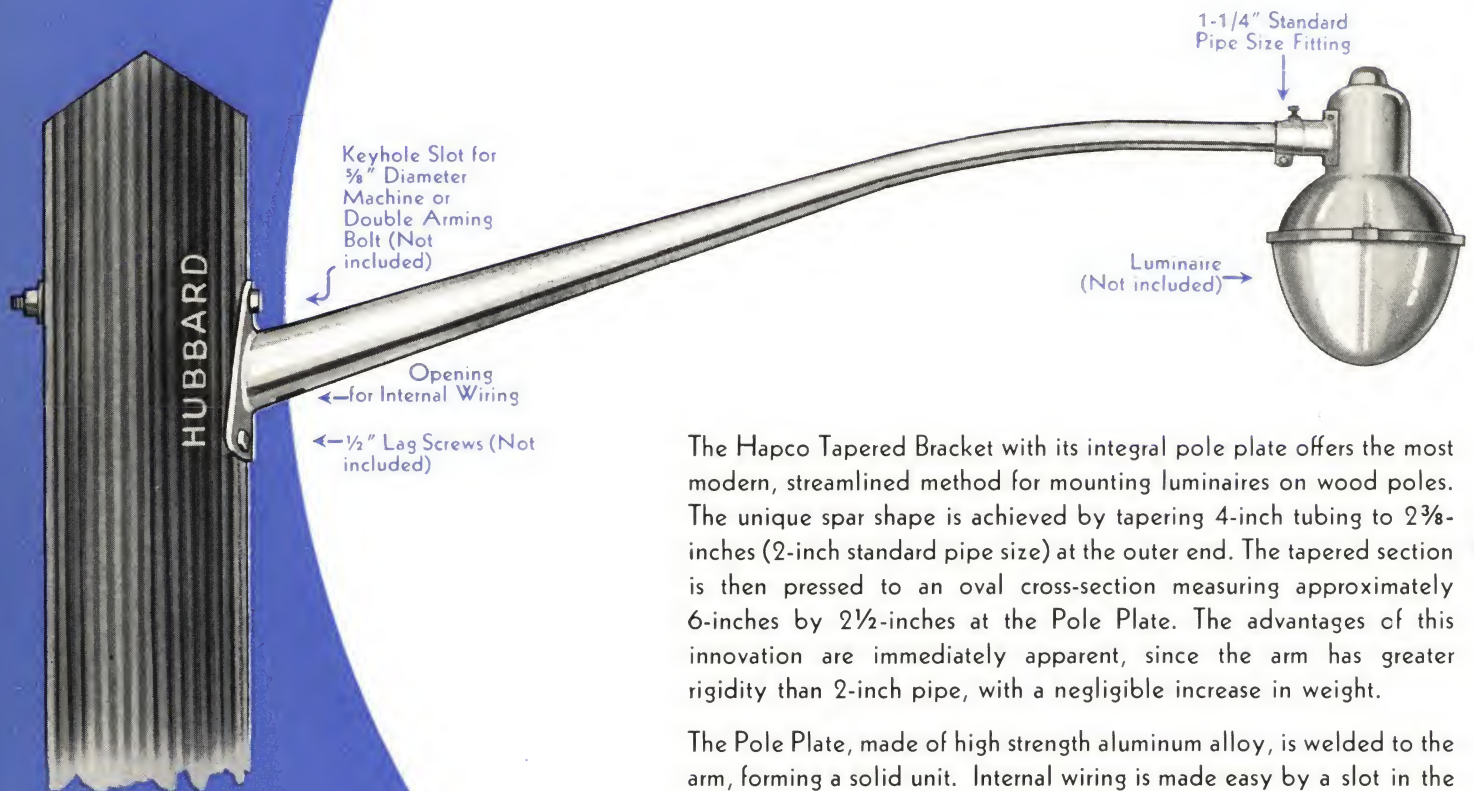 1-1/4" Standard
Pipe Size Fitting
Keyhole Slot for
5/8" Diameter
Machine or
Double Arming
Bolt (Not
included)
Luminaire
(Not included)
HUBBARD
Opening
for Internal Wiring
1/2" Lag Screws (Not
included)
The Hapco Tapered Bracket with its integral pole plate offers the most
modern, streamlined method for mounting luminaires on wood poles.
The unique spar shape is achieved by tapering 4-inch tubing to 2⅜-
inches (2-inch standard pipe size) at the outer end. The tapered section
is then pressed to an oval cross-section measuring approximately
6-inches by 2½-inches at the Pole Plate. The advantages of this
innovation are immediately apparent, since the arm has greater
rigidity than 2-inch pipe, with a negligible increase in weight.
The Pole Plate, made of high strength aluminum alloy, is welded to the
arm, forming a solid unit. Internal wiring is made easy by a slot in the